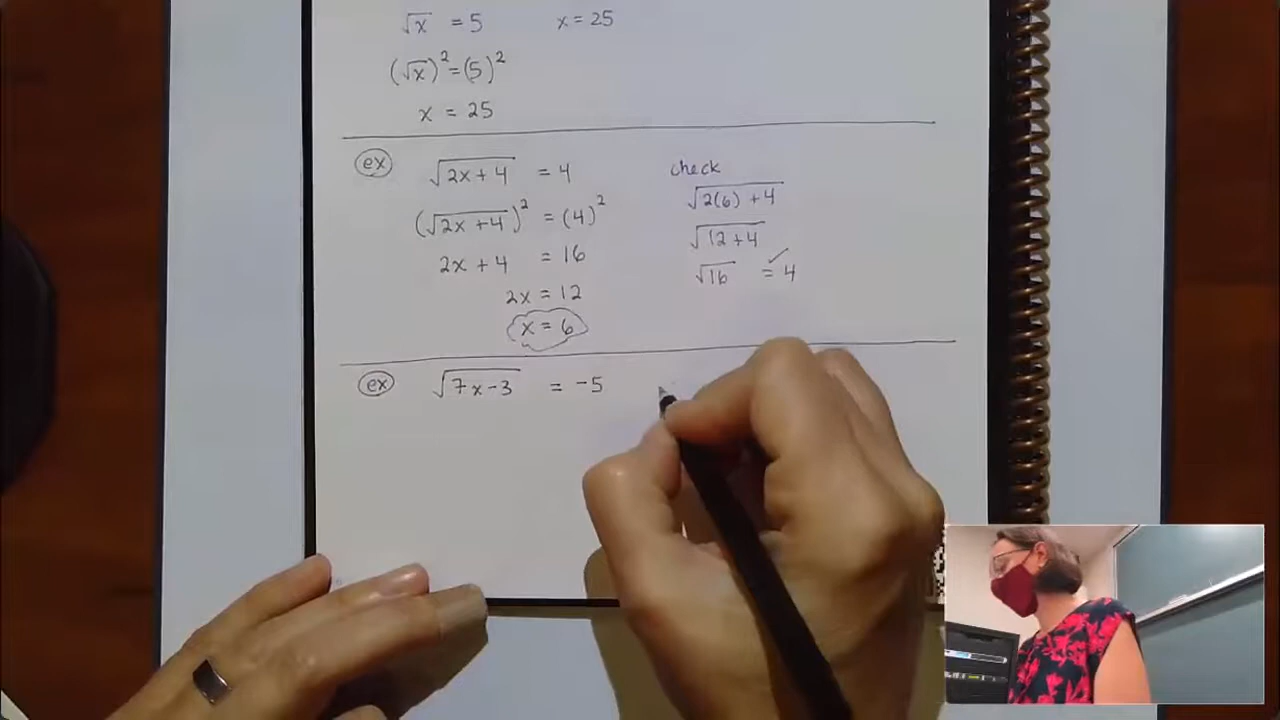 √x = 5 x = 25
(√x)² = (5)²
x = 25
ex √2x + 4 = 4
(√2x + 4)² = (4)²
2x + 4 = 16
2x = 12
x = 6
check
√2(6) + 4
√12 + 4
√16 = 4 ✓
ex √7x - 3 = -5